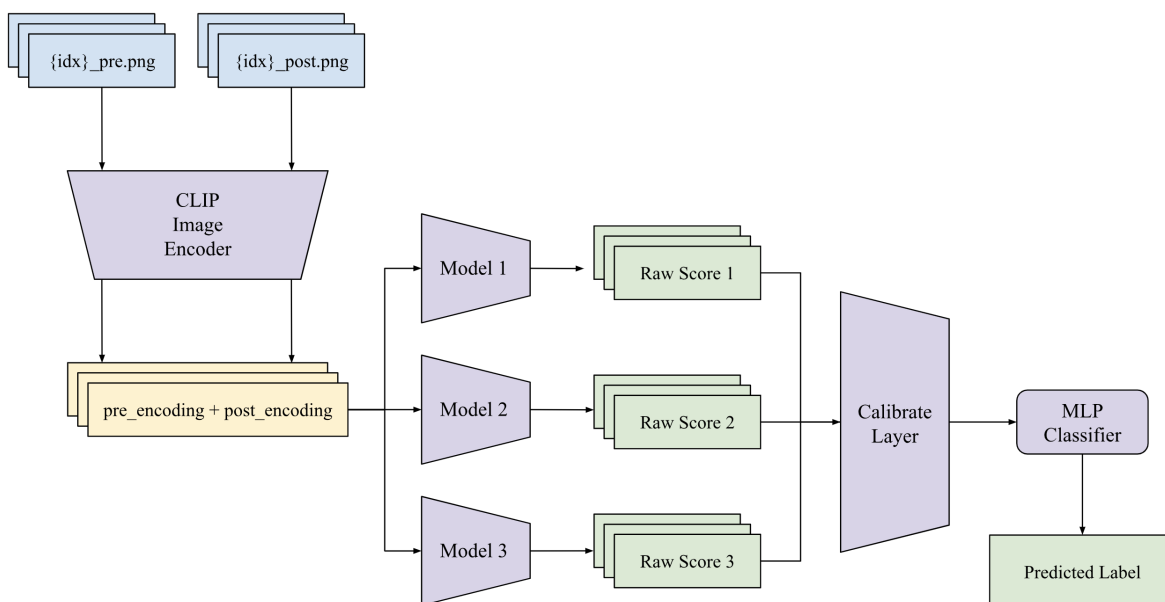 {idx}_pre.png
{idx}_post.png
CLIP
Image
Encoder
pre_encoding + post_encoding
Model 1
Raw Score 1
Model 2
Raw Score 2
Model 3
Raw Score 3
Calibrate
Layer
MLP
Classifier
Predicted Label